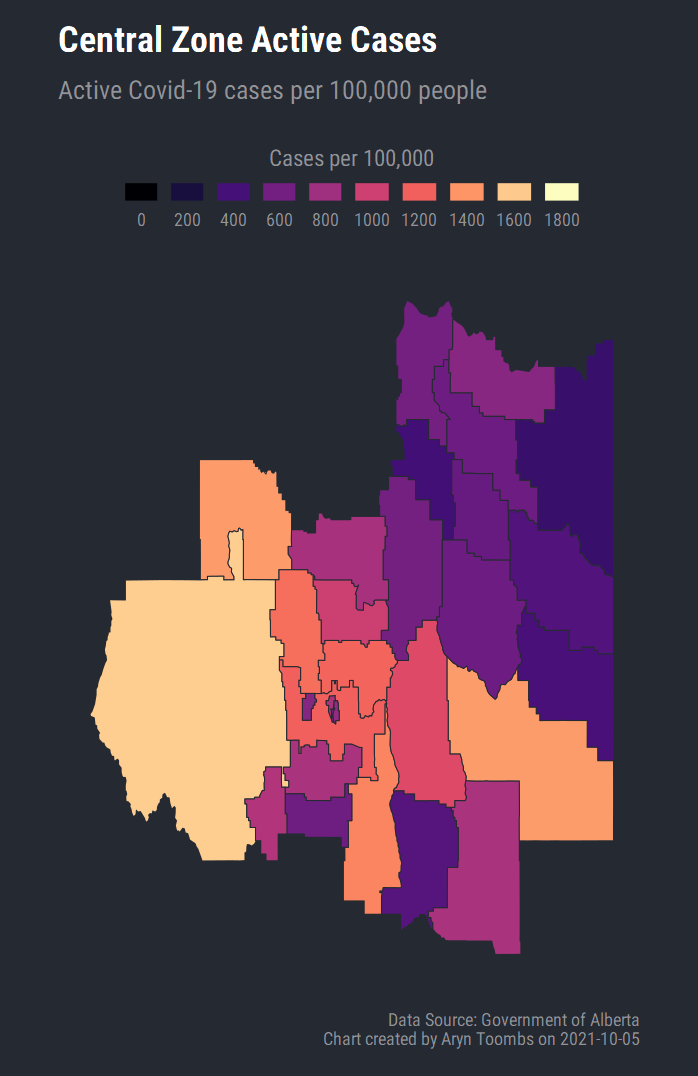 Central Zone Active Cases
Active Covid-19 cases per 100,000 people
Cases per 100,000
0 200 400 600 800 1000 1200 1400 1600 1800
Data Source: Government of Alberta
Chart created by Aryn Toombs on 2021-10-05